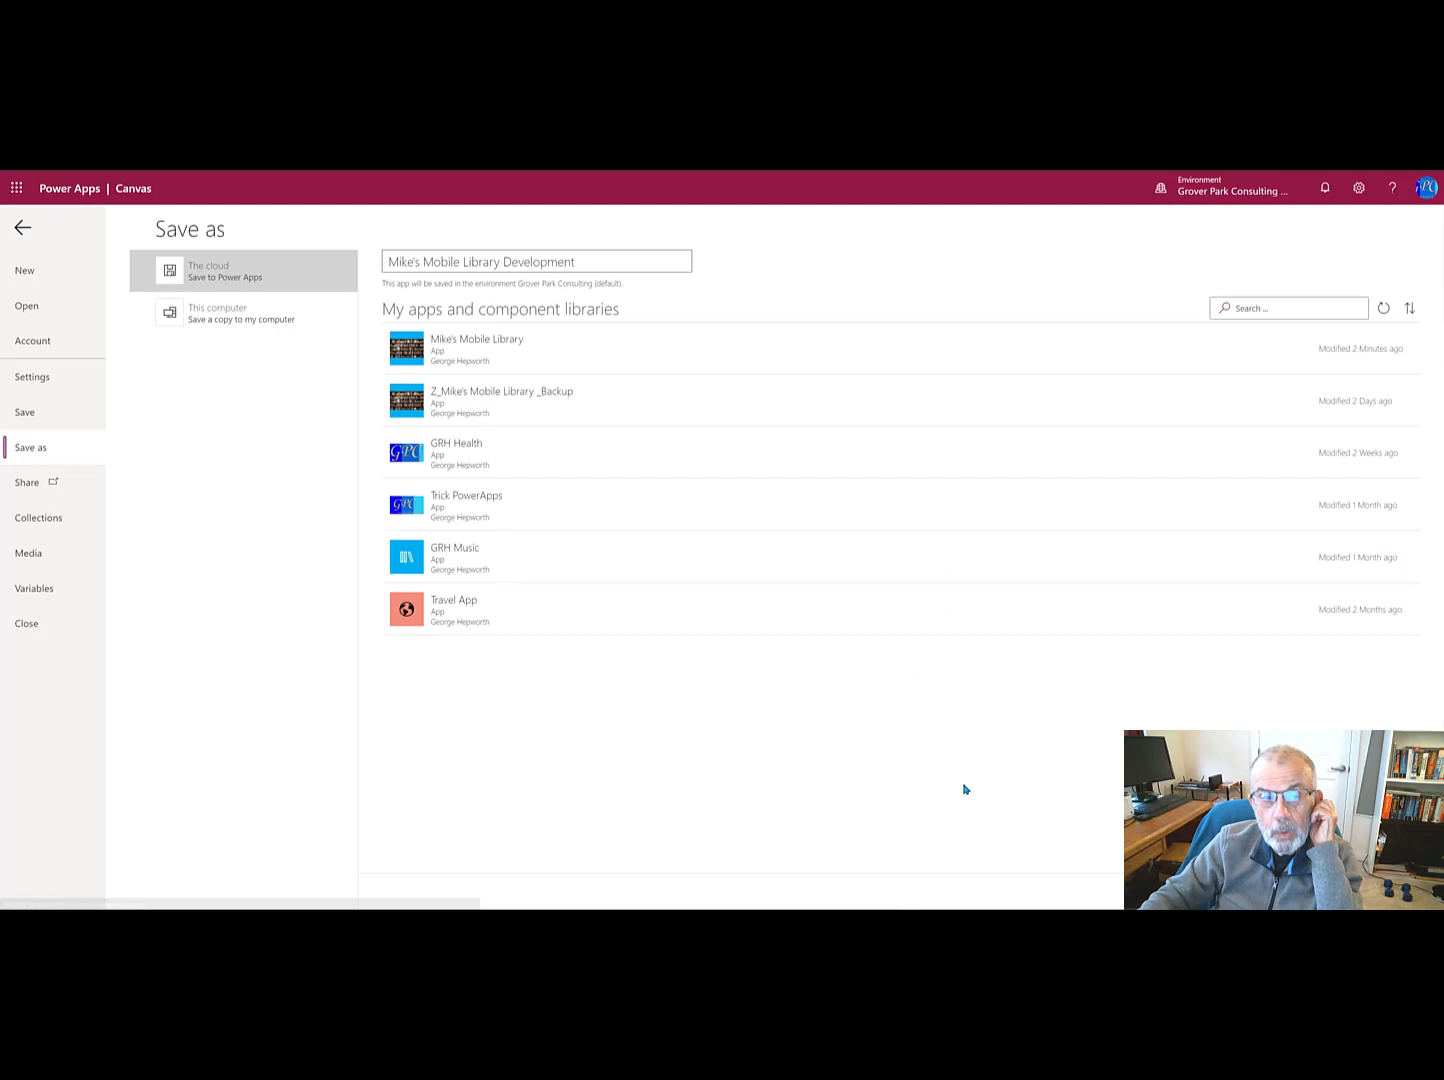 Power Apps | Canvas
Environment
Grover Park Consulting ...
?
GPC
Save as
New
Open
Account
Settings
Save
Save as
Share
Collections
Media
Variables
Close
The cloud
Save to Power Apps
This computer
Save a copy to my computer
Mike's Mobile Library Development
This app will be saved in the environment Grover Park Consulting (default).
My apps and component libraries
Search ...
Mike's Mobile Library
App
George Hepworth
Modified 2 Minutes ago
Z_Mike's Mobile Library _Backup
App
George Hepworth
Modified 2 Days ago
GPC
GRH Health
App
George Hepworth
Modified 2 Weeks ago
GPC
Trick PowerApps
App
George Hepworth
Modified 1 Month ago
GRH Music
App
George Hepworth
Modified 1 Month ago
Travel App
App
George Hepworth
Modified 2 Months ago